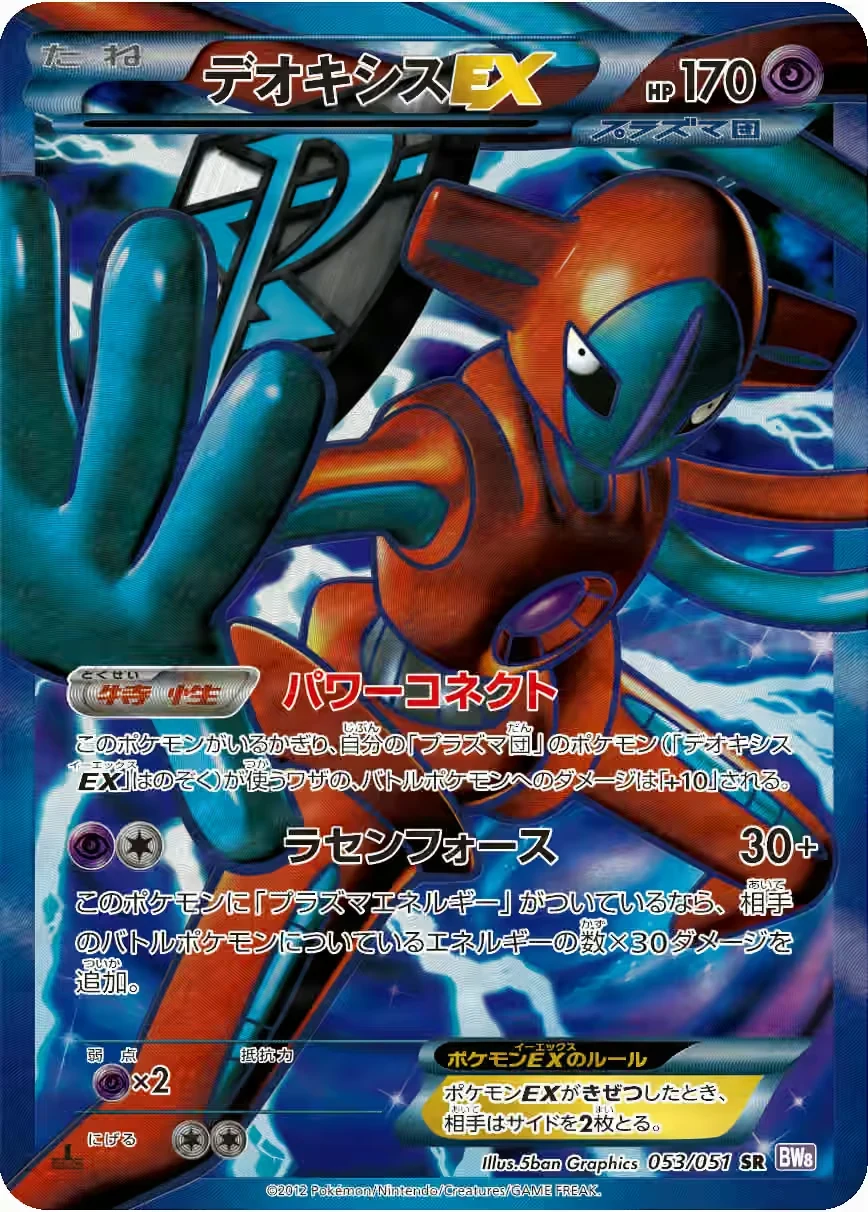 たね
デオキシスEX
HP170
プラズマ団
とくせい
特性
パワーコネクト
このポケモンがいるかぎり、自分の「プラズマ団」のポケモン(「デオキシス
EX」はのぞく)が使うワザの、バトルポケモンへのダメージは「+10」される。
ラセンフォース 30+
このポケモンに「プラズマエネルギー」がついているなら、相手
のバトルポケモンについているエネルギーの数×30ダメージを
追加。
弱点 抵抗力
×2
にげる
ポケモンEXのルール
ポケモンEXがきぜつしたとき、
相手はサイドを2枚とる。
Illus.5ban Graphics 053/051 SR BW8
©2012 Pokémon/Nintendo/Creatures/GAME FREAK.